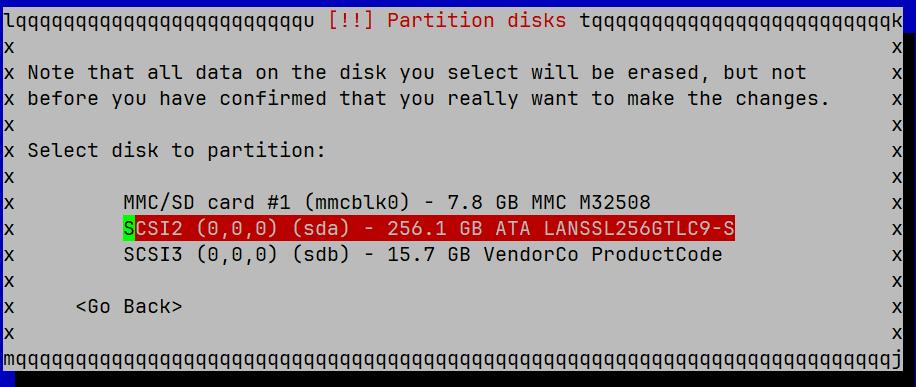 lqqqqqqqqqqqqqqqqqqqqqqqqu [!!] Partition disks tqqqqqqqqqqqqqqqqqqqqqqqqqk
x x
x Note that all data on the disk you select will be erased, but not x
x before you have confirmed that you really want to make the changes. x
x x
x Select disk to partition: x
x x
x MMC/SD card #1 (mmcblk0) - 7.8 GB MMC M32508 x
x SCSI2 (0,0,0) (sda) - 256.1 GB ATA LANSSL256GTLC9-S x
x SCSI3 (0,0,0) (sdb) - 15.7 GB VendorCo ProductCode x
x x
x <Go Back> x
x x
mqqqqqqqqqqqqqqqqqqqqqqqqqqqqqqqqqqqqqqqqqqqqqqqqqqqqqqqqqqqqqqqqqqqqqqqqqj